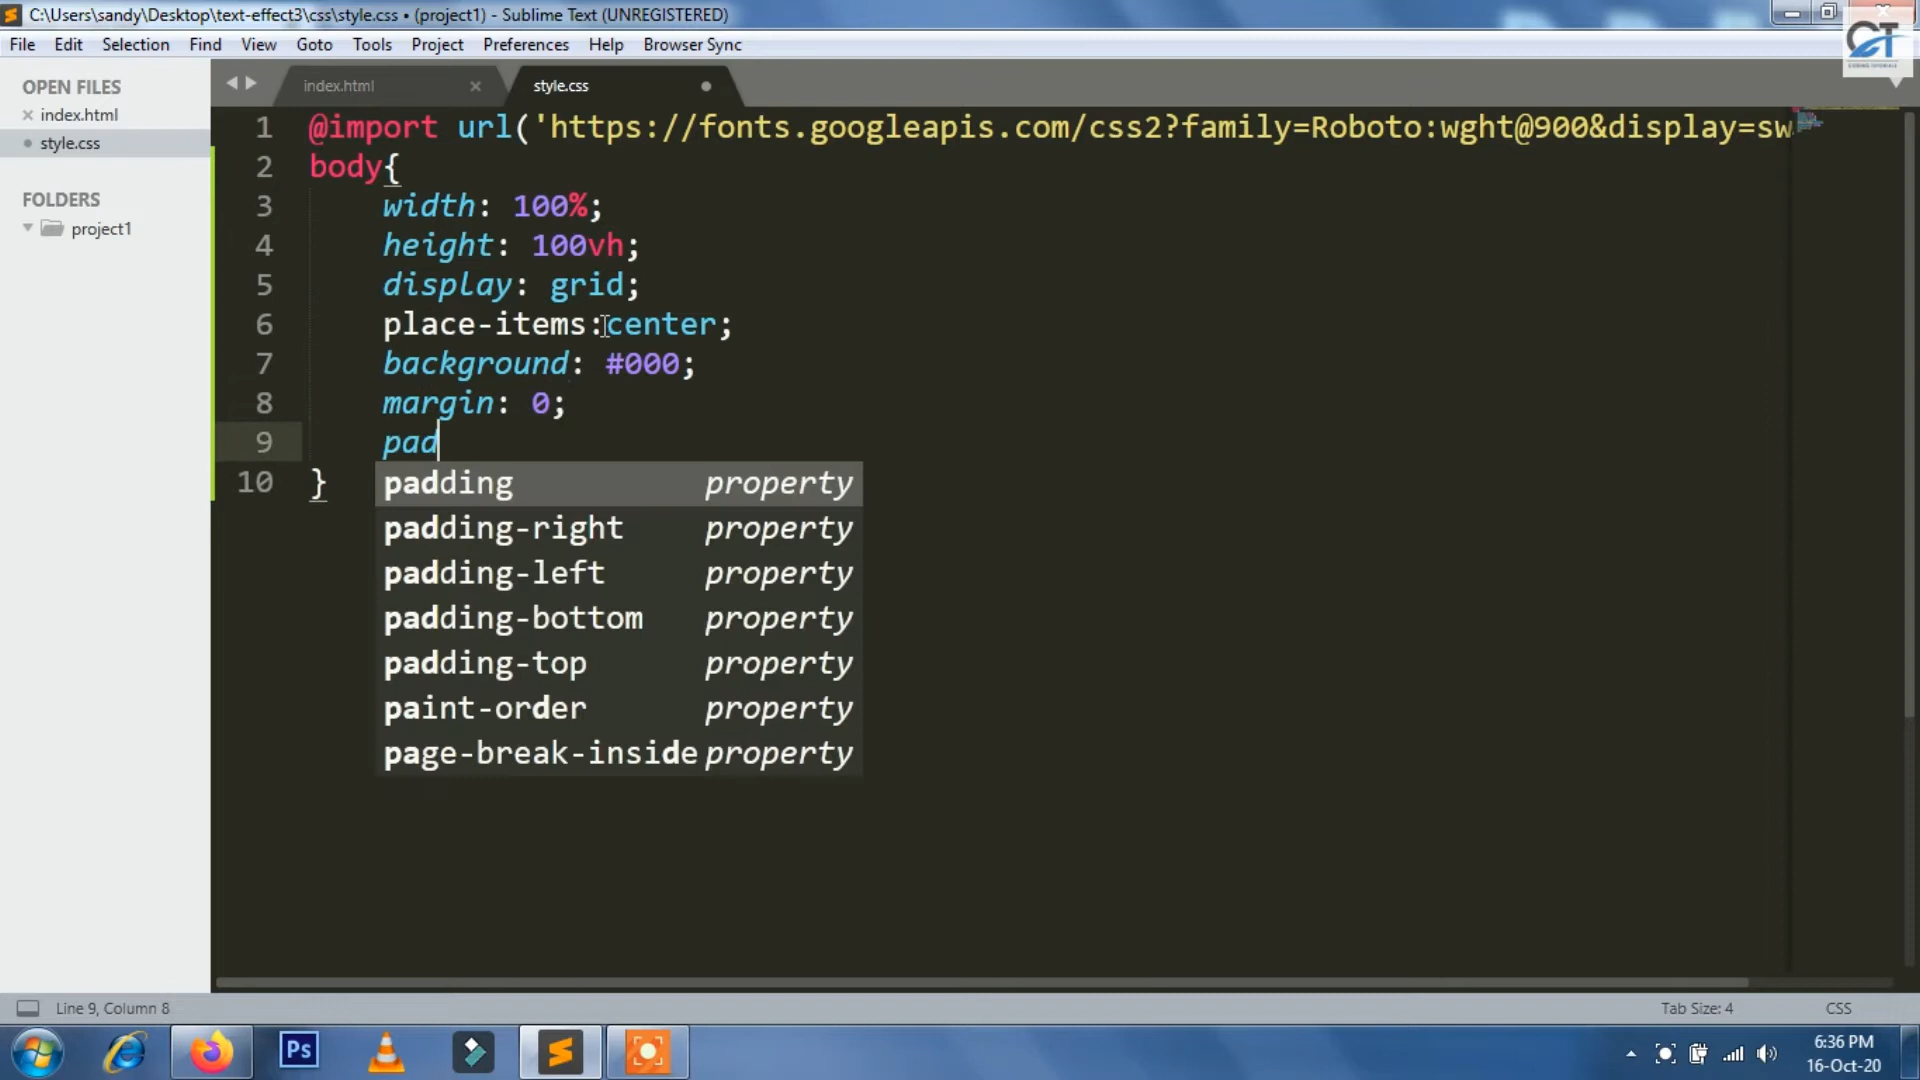 C:\Users\sandy\Desktop\text-effect3\css\style.css • (project1) - Sublime Text (UNREGISTERED)
File Edit Selection Find View Goto Tools Project Preferences Help Browser Sync
CT
OPEN FILES
index.html
style.css
FOLDERS
project1
index.html
style.css
1 @import url('https://fonts.googleapis.com/css2?family=Roboto:wght@900&display=sw
2 body{
3 width: 100%;
4 height: 100vh;
5 display: grid;
6 place-items:center;
7 background: #000;
8 margin: 0;
9 pad
10 }
padding property
padding-right property
padding-left property
padding-bottom property
padding-top property
paint-order property
page-break-inside property
Line 9, Column 8
Tab Size: 4
CSS
Ps
6:36 PM
16-Oct-20